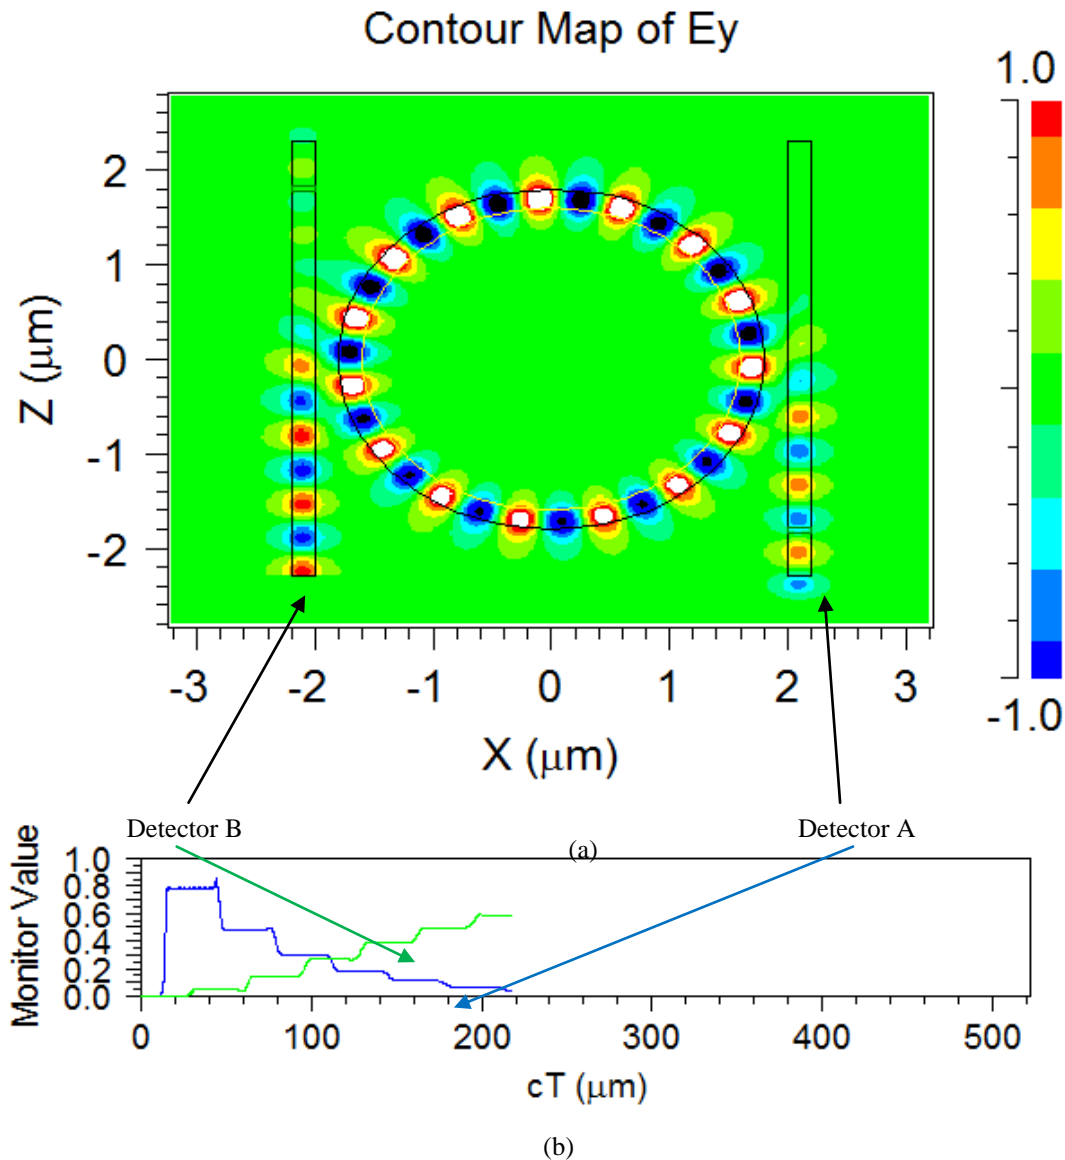 Contour Map of Ey
1.0
2
1
0
-1
-2
Z (μm)
-3 -2 -1 0 1 2 3
-1.0
X (μm)
Detector B Detector A
(a)
Monitor Value
1.0
0.8
0.6
0.4
0.2
0.0
0 100 200 300 400 500
cT (μm)
(b)